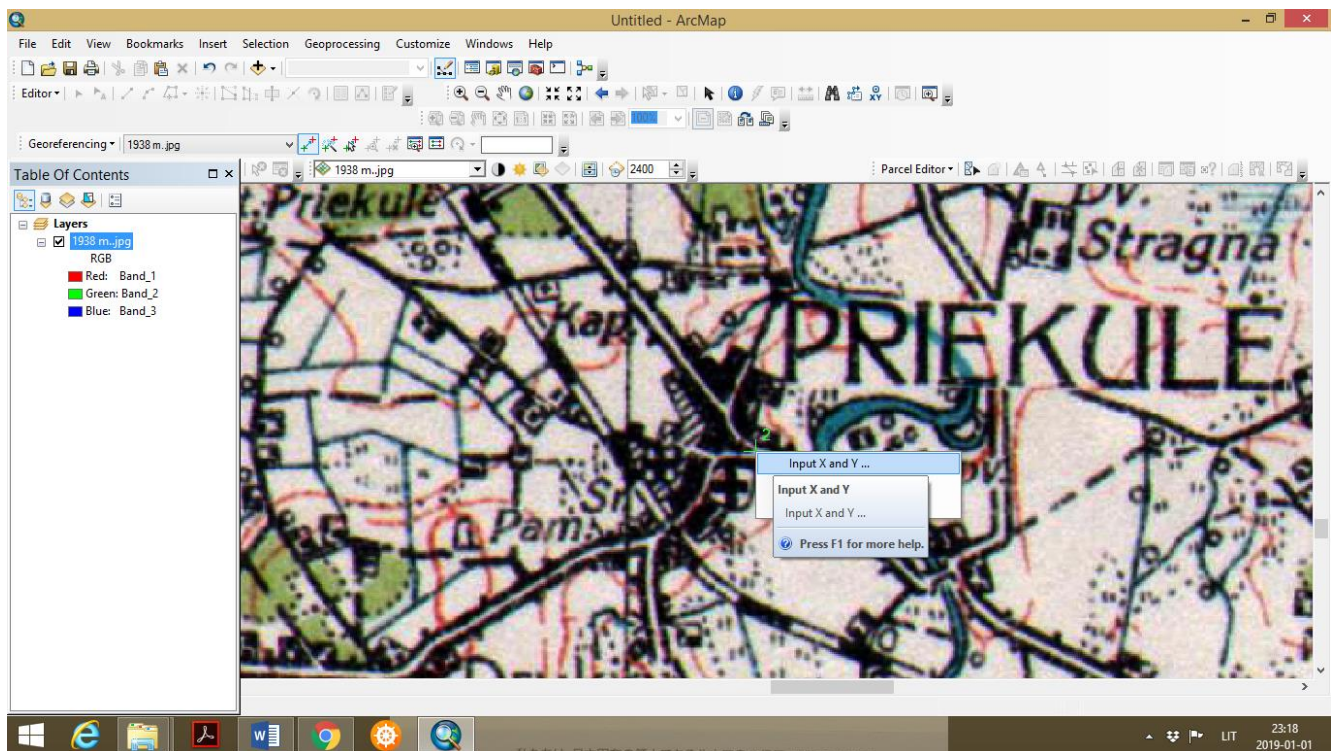 Untitled - ArcMap
File Edit View Bookmarks Insert Selection Geoprocessing Customize Windows Help
Editor
100%
Georeferencing 1938 m..jpg
Table Of Contents
1938 m..jpg
2400
Parcel Editor
Layers
1938 m..jpg
RGB
Red: Band_1
Green: Band_2
Blue: Band_3
Priekule
Dv.
Stragna
Kap.
PRIEKULE
2
Pam.
Input X and Y ...
Input X and Y
Input X and Y ...
Press F1 for more help.
LIT
23:18
2019-01-01